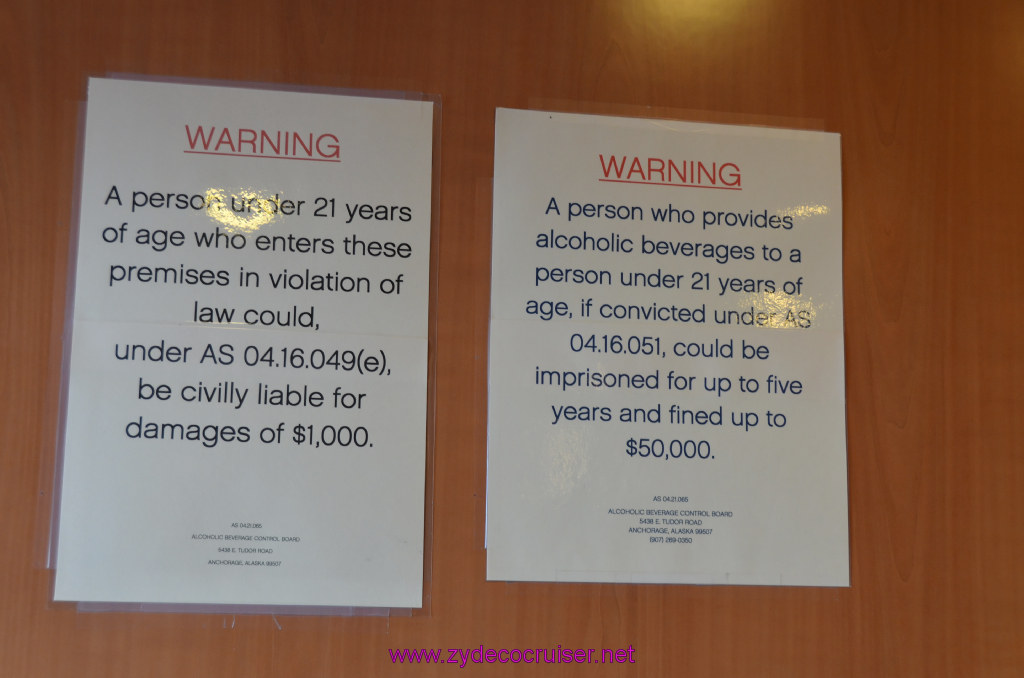 WARNING
A person under 21 years
of age who enters these
premises in violation of
law could,
under AS 04.16.049(e),
be civilly liable for
damages of $1,000.
AS 04.21.065
ALCOHOLIC BEVERAGE CONTROL BOARD
5438 E. TUDOR ROAD
ANCHORAGE, ALASKA 99507
WARNING
A person who provides
alcoholic beverages to a
person under 21 years of
age, if convicted under AS
04.16.051, could be
imprisoned for up to five
years and fined up to
$50,000.
AS 04.21.065
ALCOHOLIC BEVERAGE CONTROL BOARD
5438 E. TUDOR ROAD
ANCHORAGE, ALASKA 99507
(907) 269-0350
www.zydecocruiser.net